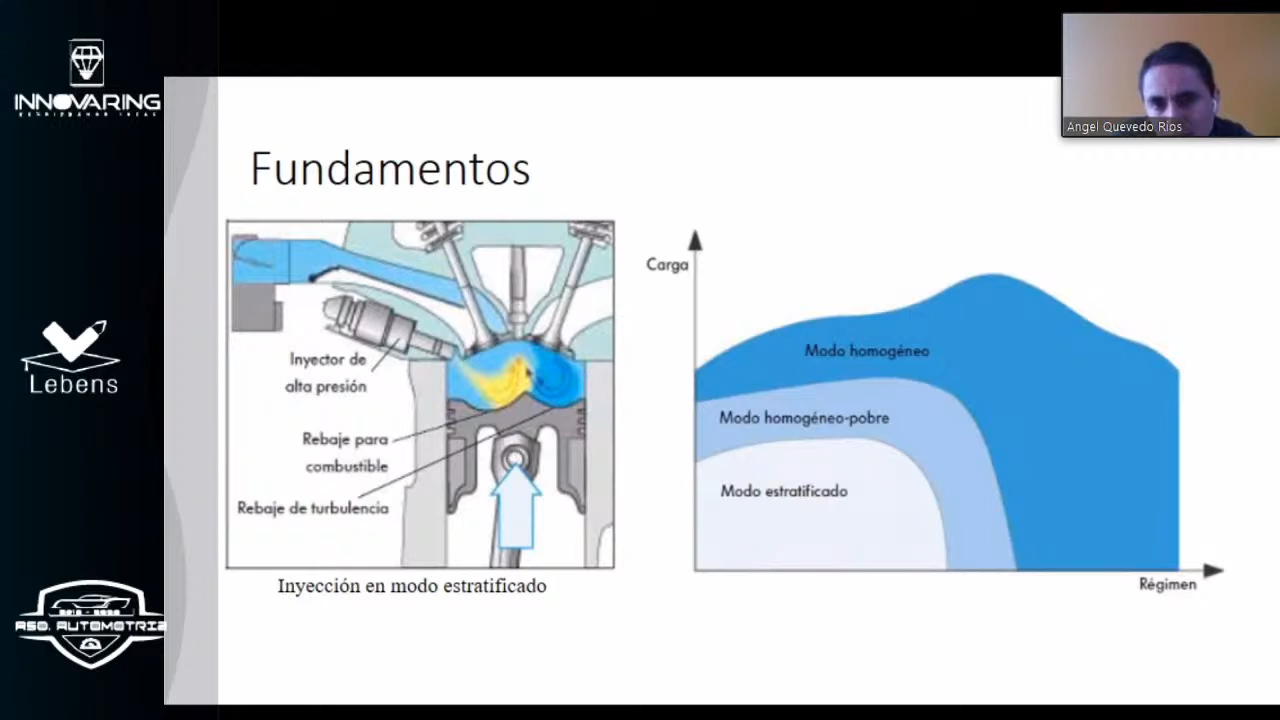 INNOVARING
Lebens
ASO. AUTOMOTRIZ
Angel Quevedo Rios
Fundamentos
Inyector de
alta presión
Rebaje para
combustible
Rebaje de turbulencia
Inyección en modo estratificado
Carga
Modo homogéneo
Modo homogéneo-pobre
Modo estratificado
Régimen